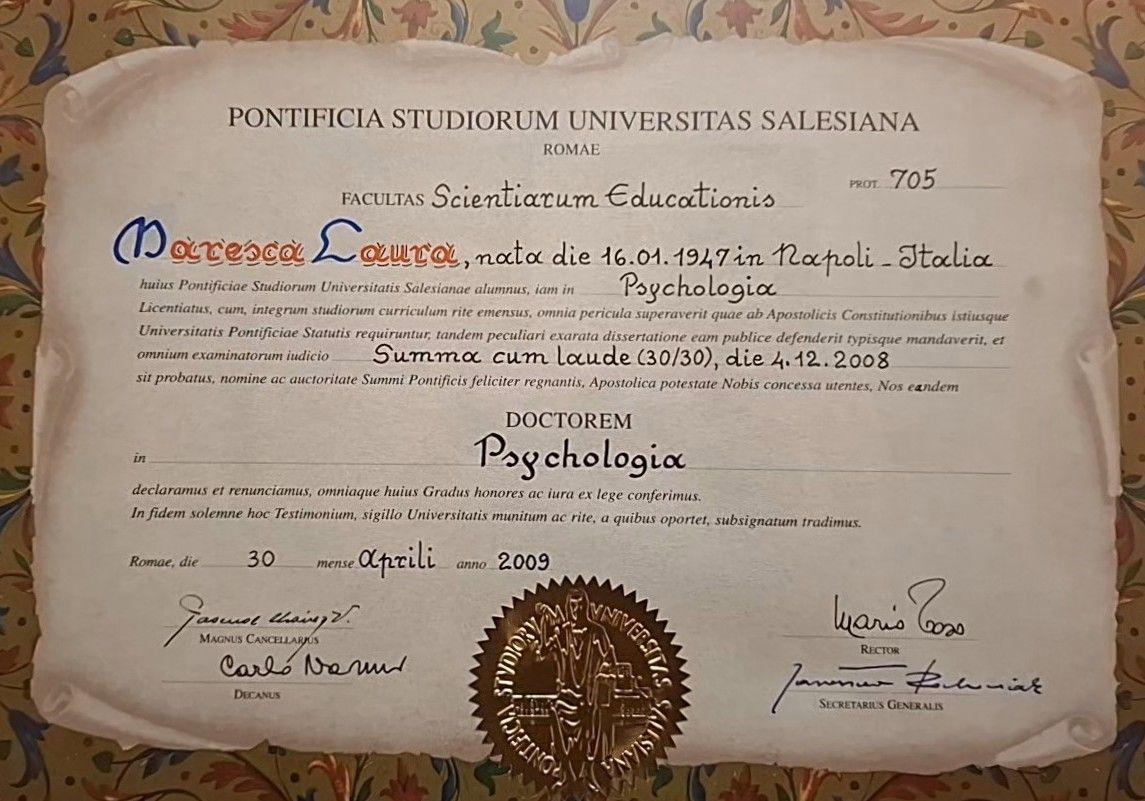 PONTIFICIA STUDIORUM UNIVERSITAS SALESIANA
ROMAE
PROT. 705
FACULTAS Scientiarum Educationis
Maresca Laura, nata die 16.01.1947 in Napoli - Italia
huius Pontificiae Studiorum Universitatis Salesianae alumnus, iam in Psychologia
Licentiatus, cum, integrum studiorum curriculum rite emensus, omnia pericula superaverit quae ab Apostolicis Constitutionibus istiusque
Universitatis Pontificiae Statutis requiruntur, tandem peculiari exarata dissertatione eam publice defenderit typisque mandaverit, et
omnium examinatorum iudicio Summa cum laude (30/30), die 4.12.2008
sit probatus, nomine ac auctoritate Summi Pontificis feliciter regnantis, Apostolica potestate Nobis concessa utentes, Nos eandem
DOCTOREM
in Psychologia
declaramus et renunciamus, omniaque huius Gradus honores ac iura ex lege conferimus.
In fidem solemne hoc Testimonium, sigillo Universitatis munitum ac rite, a quibus oportet, subsignatum tradimus.
Romae, die 30 mense Aprili anno 2009
MAGNUS CANCELLARIUS
Mario Toso
RECTOR
Carlo Nanni
DECANUS
SECRETARIUS GENERALIS
PONTIFICIA STUDIORUM UNIVERSITAS SALESIANA